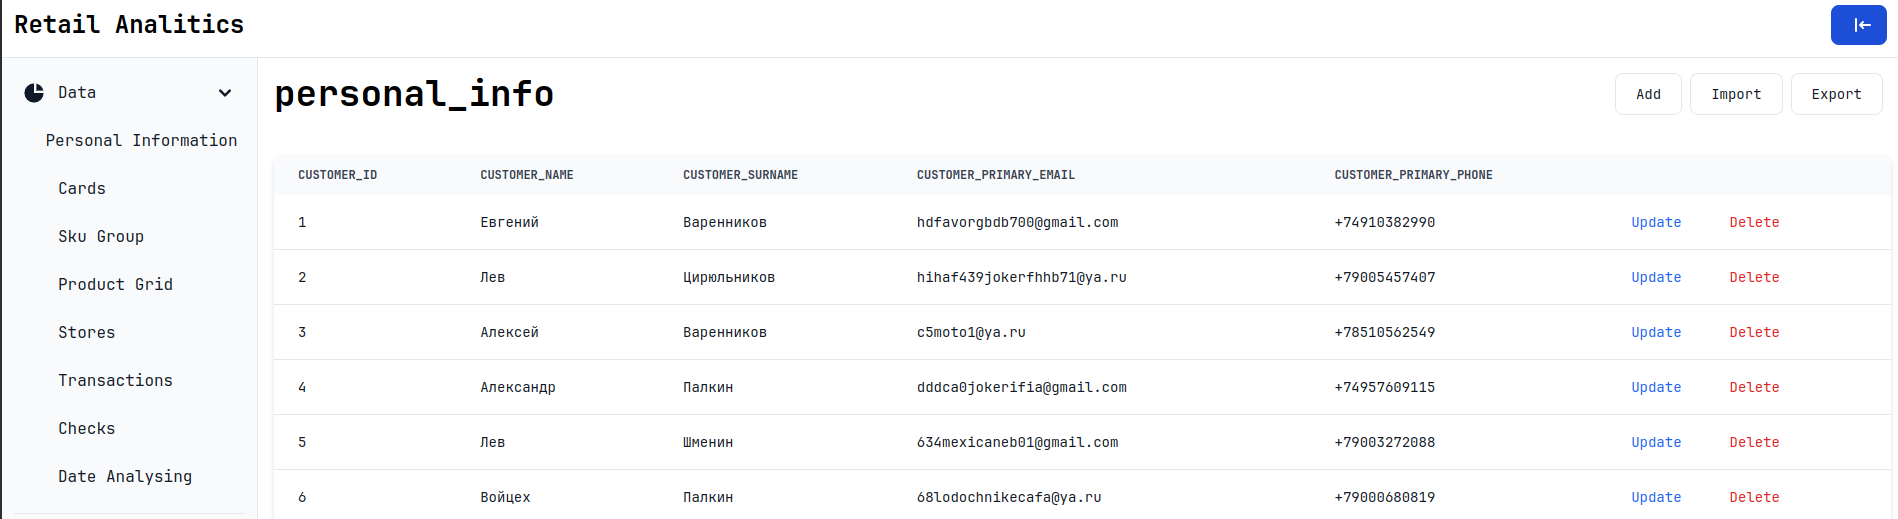 Retail Analitics
Data
Personal Information
Cards
Sku Group
Product Grid
Stores
Transactions
Checks
Date Analysing
personal_info
Add Import Export
CUSTOMER_ID CUSTOMER_NAME CUSTOMER_SURNAME CUSTOMER_PRIMARY_EMAIL CUSTOMER_PRIMARY_PHONE
1 Евгений Варенников hdfavorgbdb700@gmail.com +74910382990 Update Delete
2 Лев Цирюльников hihaf439jokerfhhb71@ya.ru +79005457407 Update Delete
3 Алексей Варенников c5moto1@ya.ru +78510562549 Update Delete
4 Александр Палкин dddca0jokerifia@gmail.com +74957609115 Update Delete
5 Лев Шменин 634mexicaneb01@gmail.com +79003272088 Update Delete
6 Войцех Палкин 68lodochnikecafa@ya.ru +79000680819 Update Delete